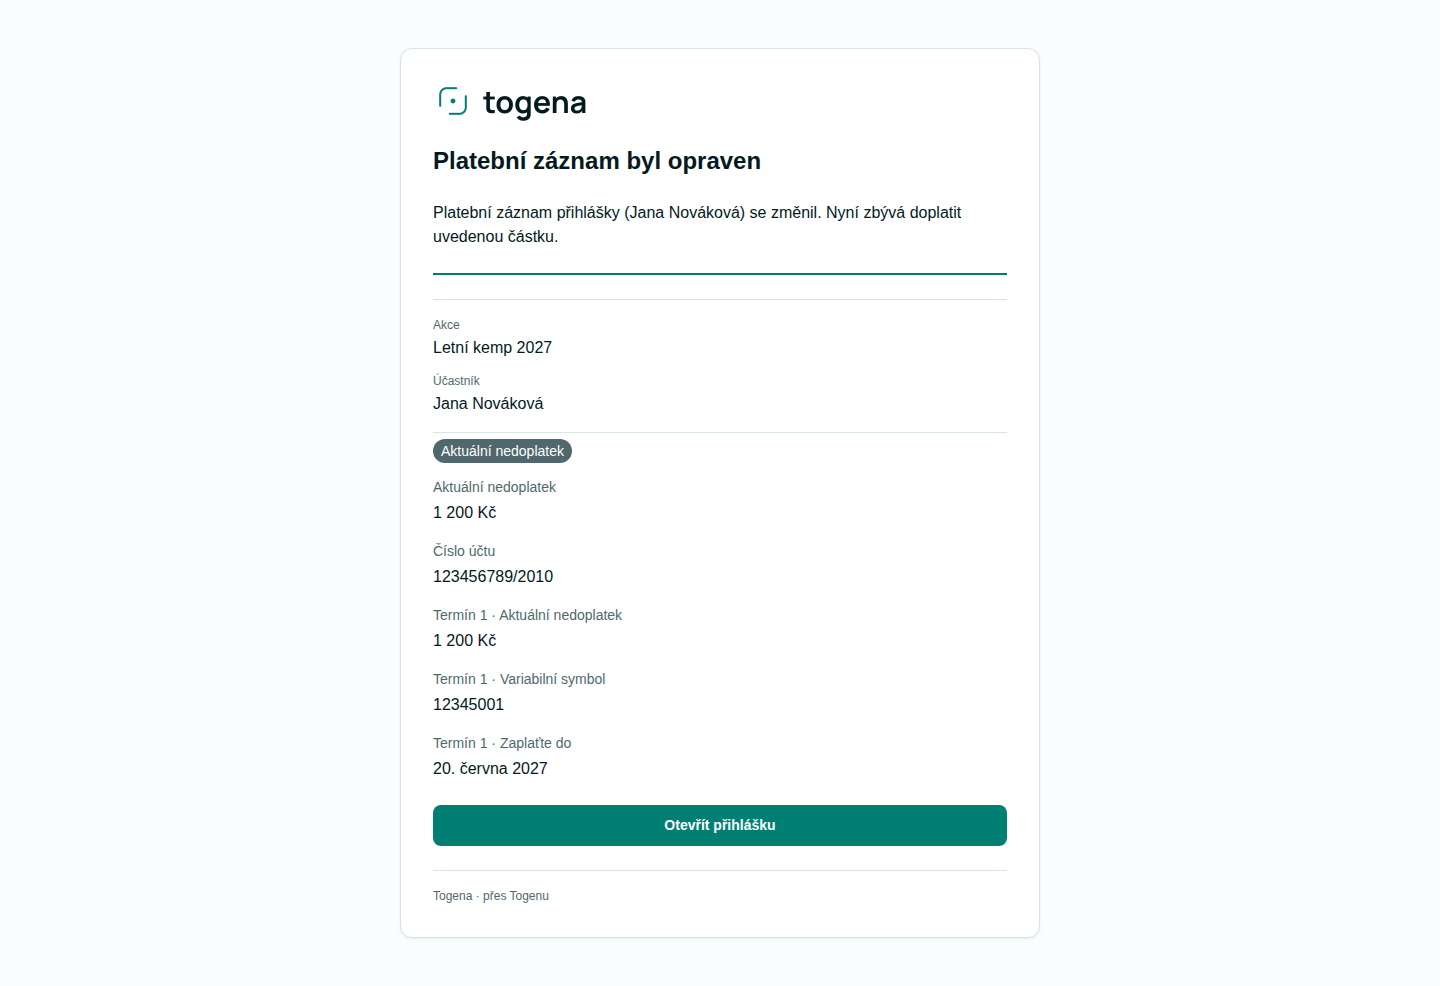 togena
Platební záznam byl opraven
Platební záznam přihlášky (Jana Nováková) se změnil. Nyní zbývá doplatit
uvedenou částku.
Akce
Letní kemp 2027
Účastník
Jana Nováková
Aktuální nedoplatek
Aktuální nedoplatek
1 200 Kč
Číslo účtu
123456789/2010
Termín 1 · Aktuální nedoplatek
1 200 Kč
Termín 1 · Variabilní symbol
12345001
Termín 1 · Zaplaťte do
20. června 2027
Otevřít přihlášku
Togena · přes Togenu